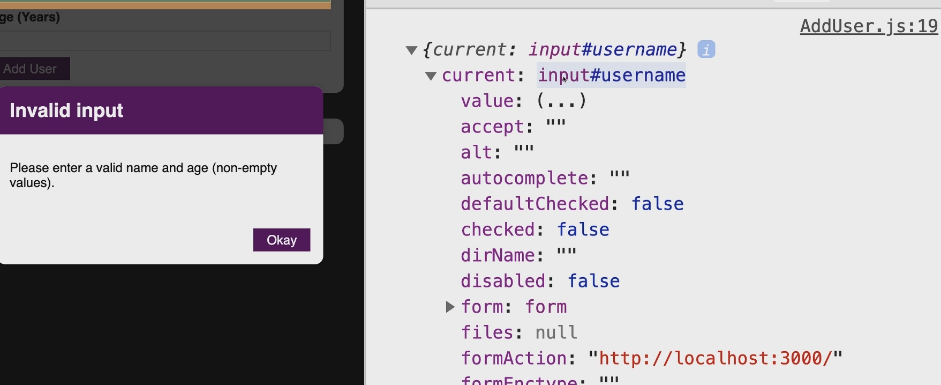 ge (Years)
Add User
Invalid input
Please enter a valid name and age (non-empty
values).
Okay
AddUser.js:19
▼{current: input#username} i
▼current: input#username
value: (...)
accept: ""
alt: ""
autocomplete: ""
defaultChecked: false
checked: false
dirName: ""
disabled: false
▶form: form
files: null
formAction: "http://localhost:3000/"
formEnctype: ""